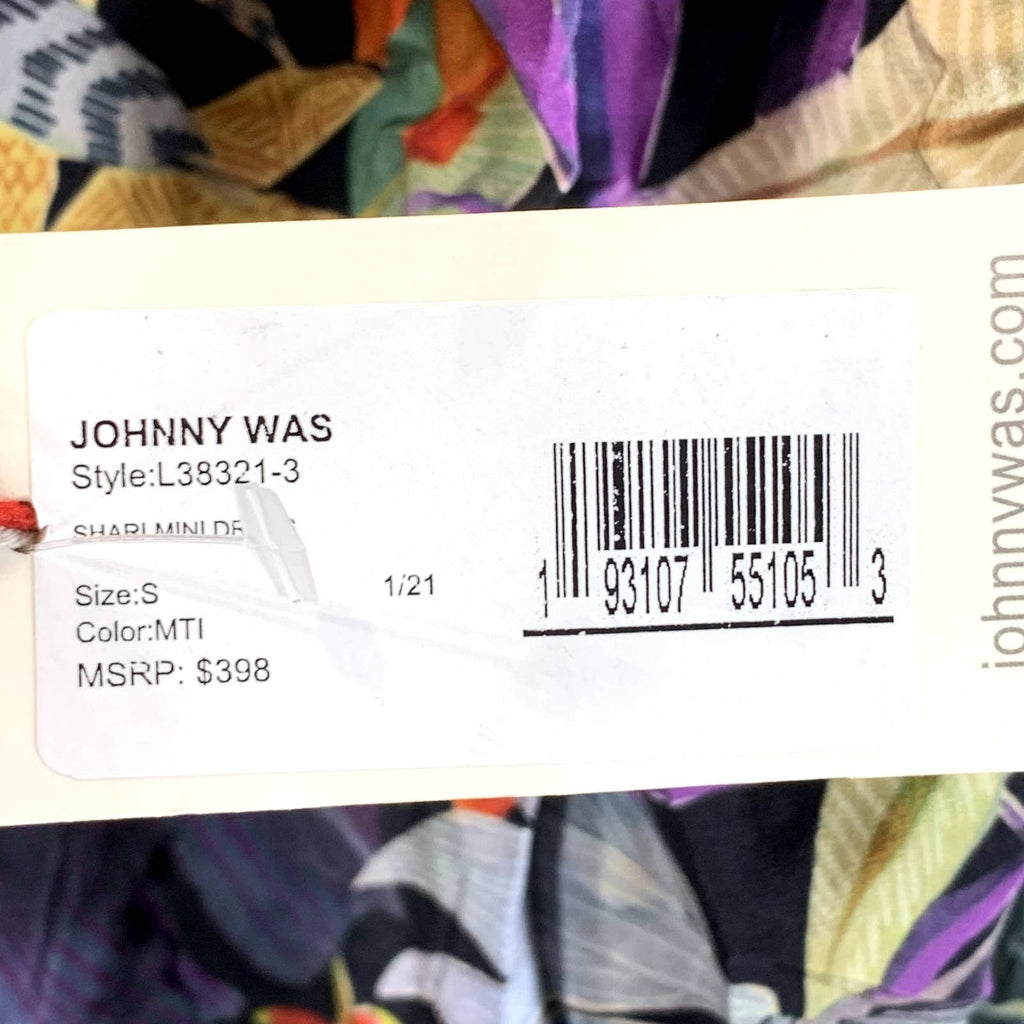 JOHNNY WAS
Style:L38321-3
SHARI MINI
Size:S
1/21
Color:MTI
MSRP: $398
1 93107 55105 3
johnnywas.com